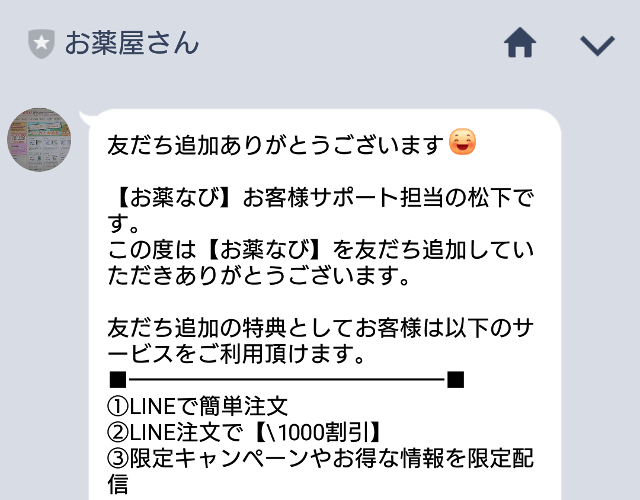 お薬屋さん
友だち追加ありがとうございます
【お薬なび】お客様サポート担当の松下で
す。
この度は【お薬なび】を友だち追加してい
ただきありがとうございます。
友だち追加の特典としてお客様は以下のサ
ービスをご利用頂けます。
■━━━━━━━━━━━━━━■
①LINEで簡単注文
②LINE注文で【\1000割引】
③限定キャンペーンやお得な情報を限定配
信